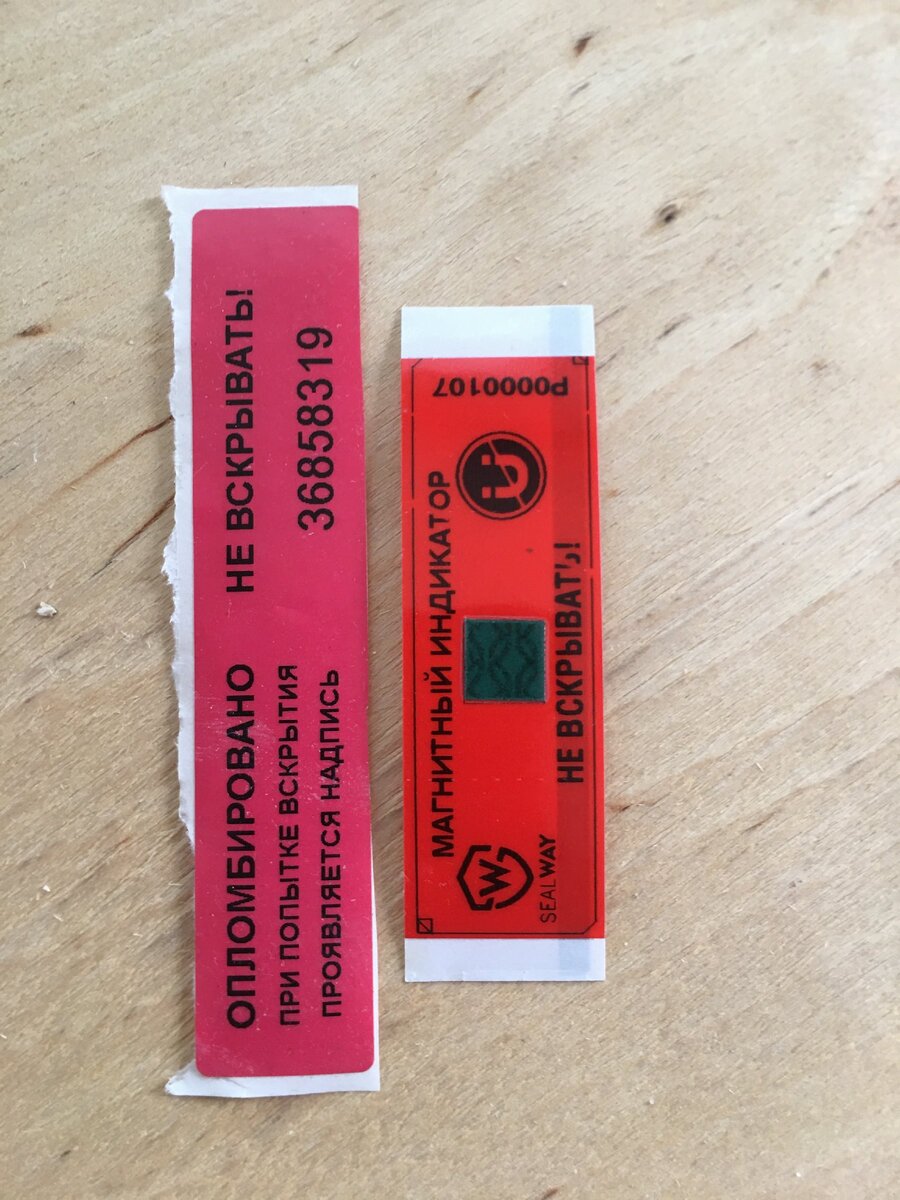 ОПЛОМБИРОВАНО НЕ ВСКРЫВАТЬ!
ПРИ ПОПЫТКЕ ВСКРЫТИЯ
ПРОЯВЛЯЕТСЯ НАДПИСЬ
36858319
МАГНИТНЫЙ ИНДИКАТОР
P0000107
W
SEALWAY
НЕ ВСКРЫВАТЬ!